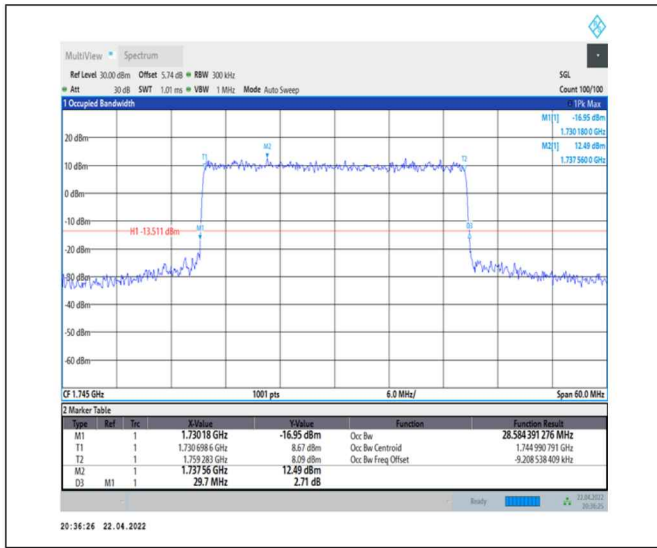 MultiView Spectrum
Ref Level 30.00 dBm Offset 5.74 dB RBW 300 kHz SGL
Att 30 dB SWT 1.01 ms VBW 1 MHz Mode Auto Sweep Count 100/100
1 Occupied Bandwidth 1Pk Max
M1[1] -16.95 dBm
1.730 180 0 GHz
M2[1] 12.49 dBm
1.737 560 0 GHz
20 dBm
M2
T1 T2
10 dBm
0 dBm
-10 dBm
H1 -13.511 dBm M1 D3
-20 dBm
-30 dBm
-40 dBm
-50 dBm
-60 dBm
CF 1.745 GHz 1001 pts 6.0 MHz/ Span 60.0 MHz
2 Marker Table
Type Ref Trc X-Value Y-Value Function Function Result
M1 1 1.73018 GHz -16.95 dBm Occ Bw 28.584 391 276 MHz
T1 1 1.730 698 6 GHz 8.67 dBm Occ Bw Centroid 1.744 990 791 GHz
T2 1 1.759 283 GHz 8.09 dBm Occ Bw Freq Offset -9.208 538 409 kHz
M2 1 1.737 56 GHz 12.49 dBm
D3 M1 1 29.7 MHz 2.71 dB
Ready 22.04.2022
20:36:25
20:36:26 22.04.2022